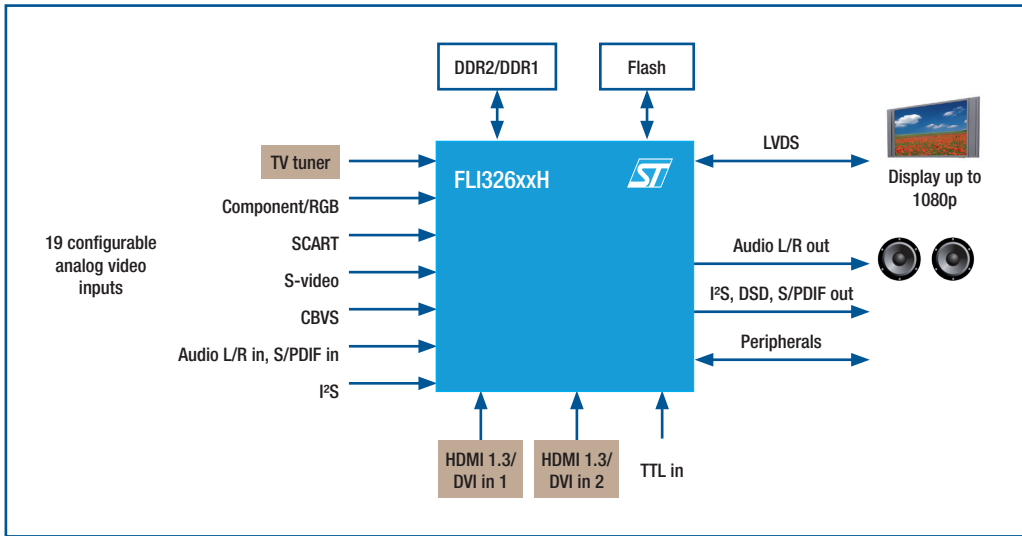 DDR2/DDR1
Flash
TV tuner
FLI326xxH
ST
LVDS
Display up to
1080p
Component/RGB
SCART
19 configurable
analog video
inputs
S-video
CBVS
Audio L/R in, S/PDIF in
I²S
Audio L/R out
I²S, DSD, S/PDIF out
Peripherals
HDMI 1.3/
DVI in 1
HDMI 1.3/
DVI in 2
TTL in